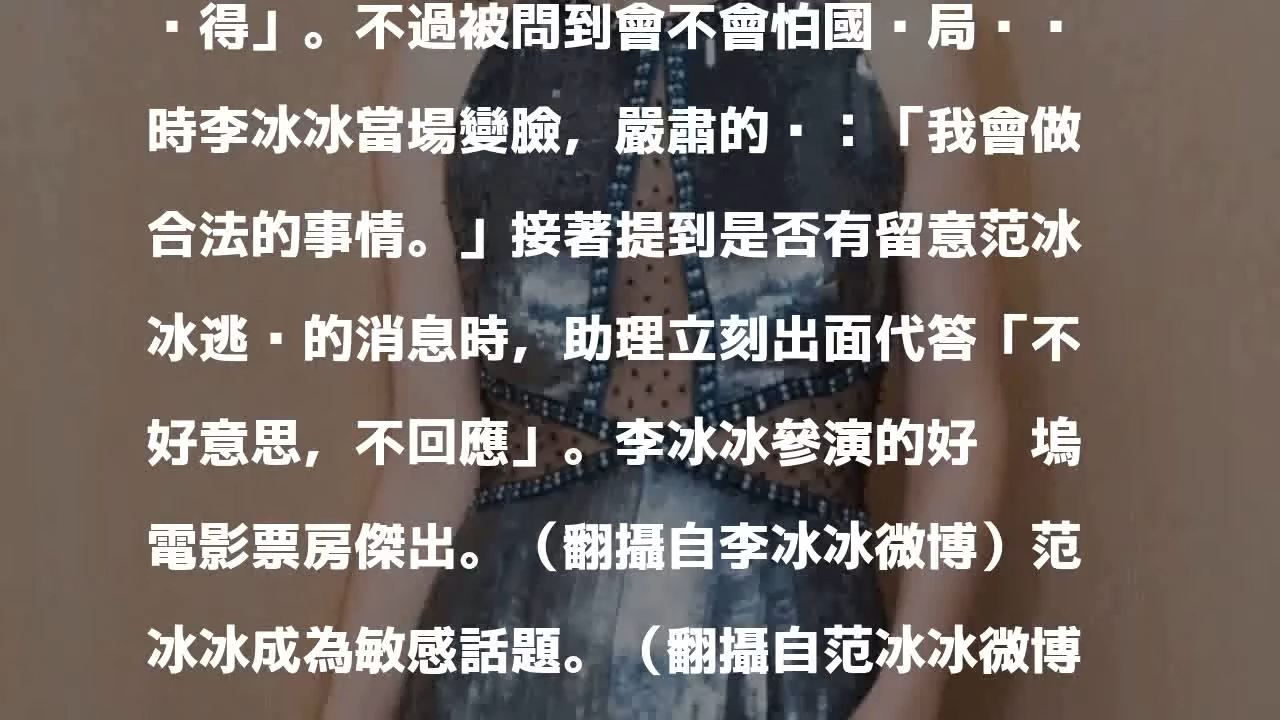 ▪得」。不過被問到會不會怕國▪局▪▪
時李冰冰當場變臉，嚴肅的▪：「我會做
合法的事情。」接著提到是否有留意范冰
冰逃▪的消息時，助理立刻出面代答「不
好意思，不回應」。李冰冰參演的好　塢
電影票房傑出。（翻攝自李冰冰微博）范
冰冰成為敏感話題。（翻攝自范冰冰微博